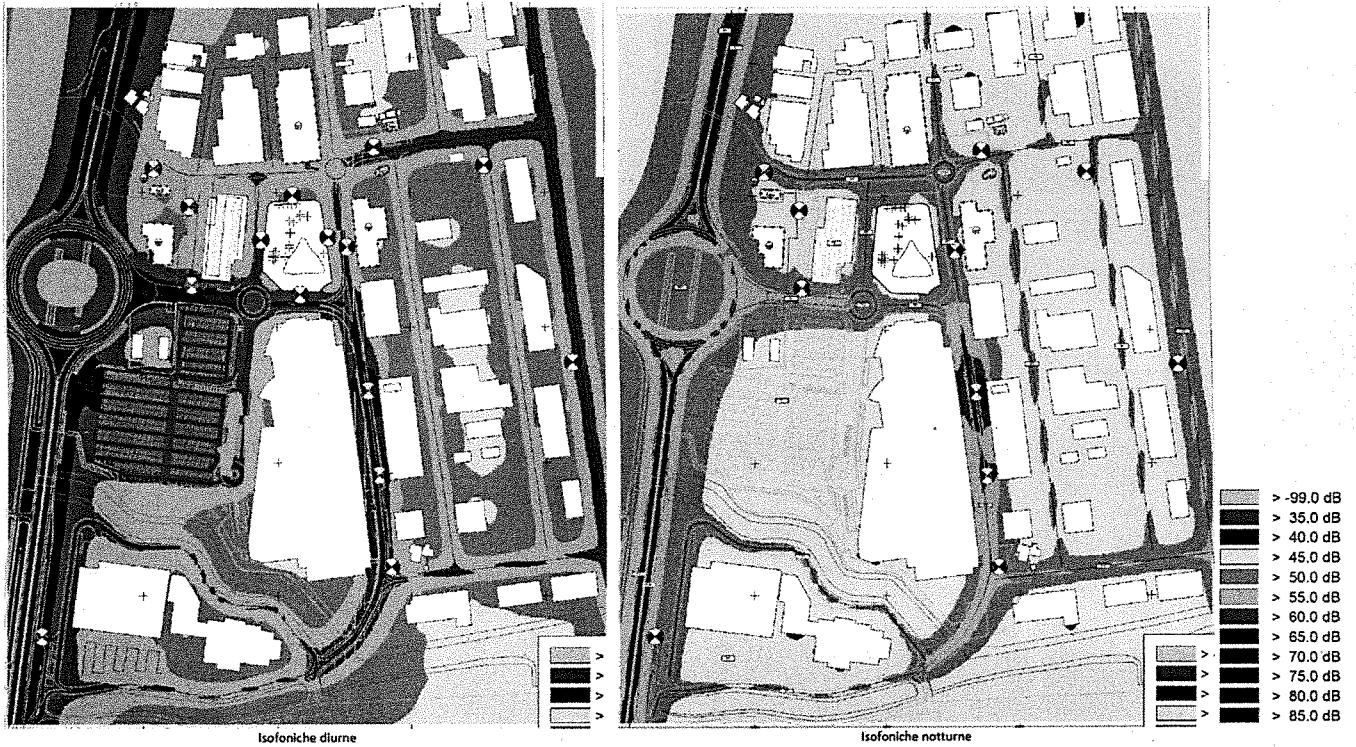 >
>
>
>
>
>
>
>
> -99.0 dB
> 35.0 dB
> 40.0 dB
> 45.0 dB
> 50.0 dB
> 55.0 dB
> 60.0 dB
> 65.0 dB
> 70.0 dB
> 75.0 dB
> 80.0 dB
> 85.0 dB
Isofoniche diurne
Isofoniche notturne